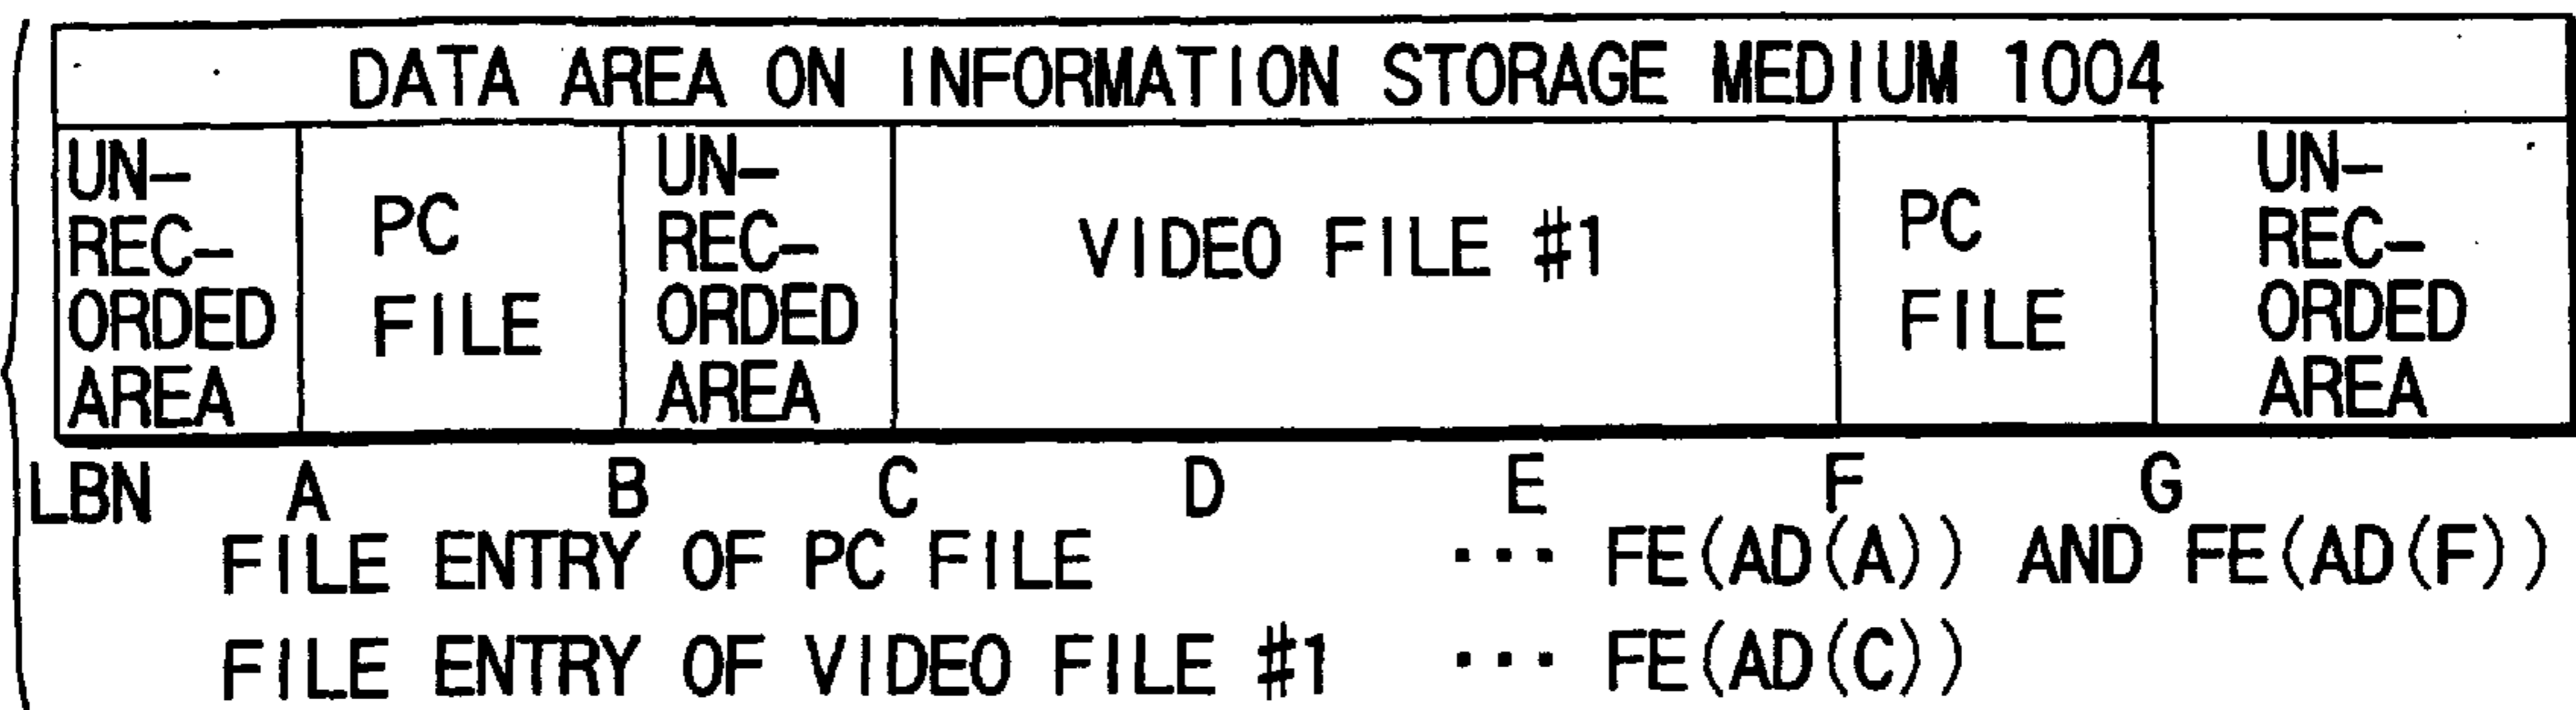 DATA AREA ON INFORMATION STORAGE MEDIUM 1004
UN-
REC-
ORDED
AREA
PC
FILE
UN-
REC-
ORDED
AREA
VIDEO FILE #1
PC
FILE
UN-
REC-
ORDED
AREA
LBN A B C D E F G
FILE ENTRY OF PC FILE ··· FE(AD(A)) AND FE(AD(F))
FILE ENTRY OF VIDEO FILE #1 ··· FE(AD(C))